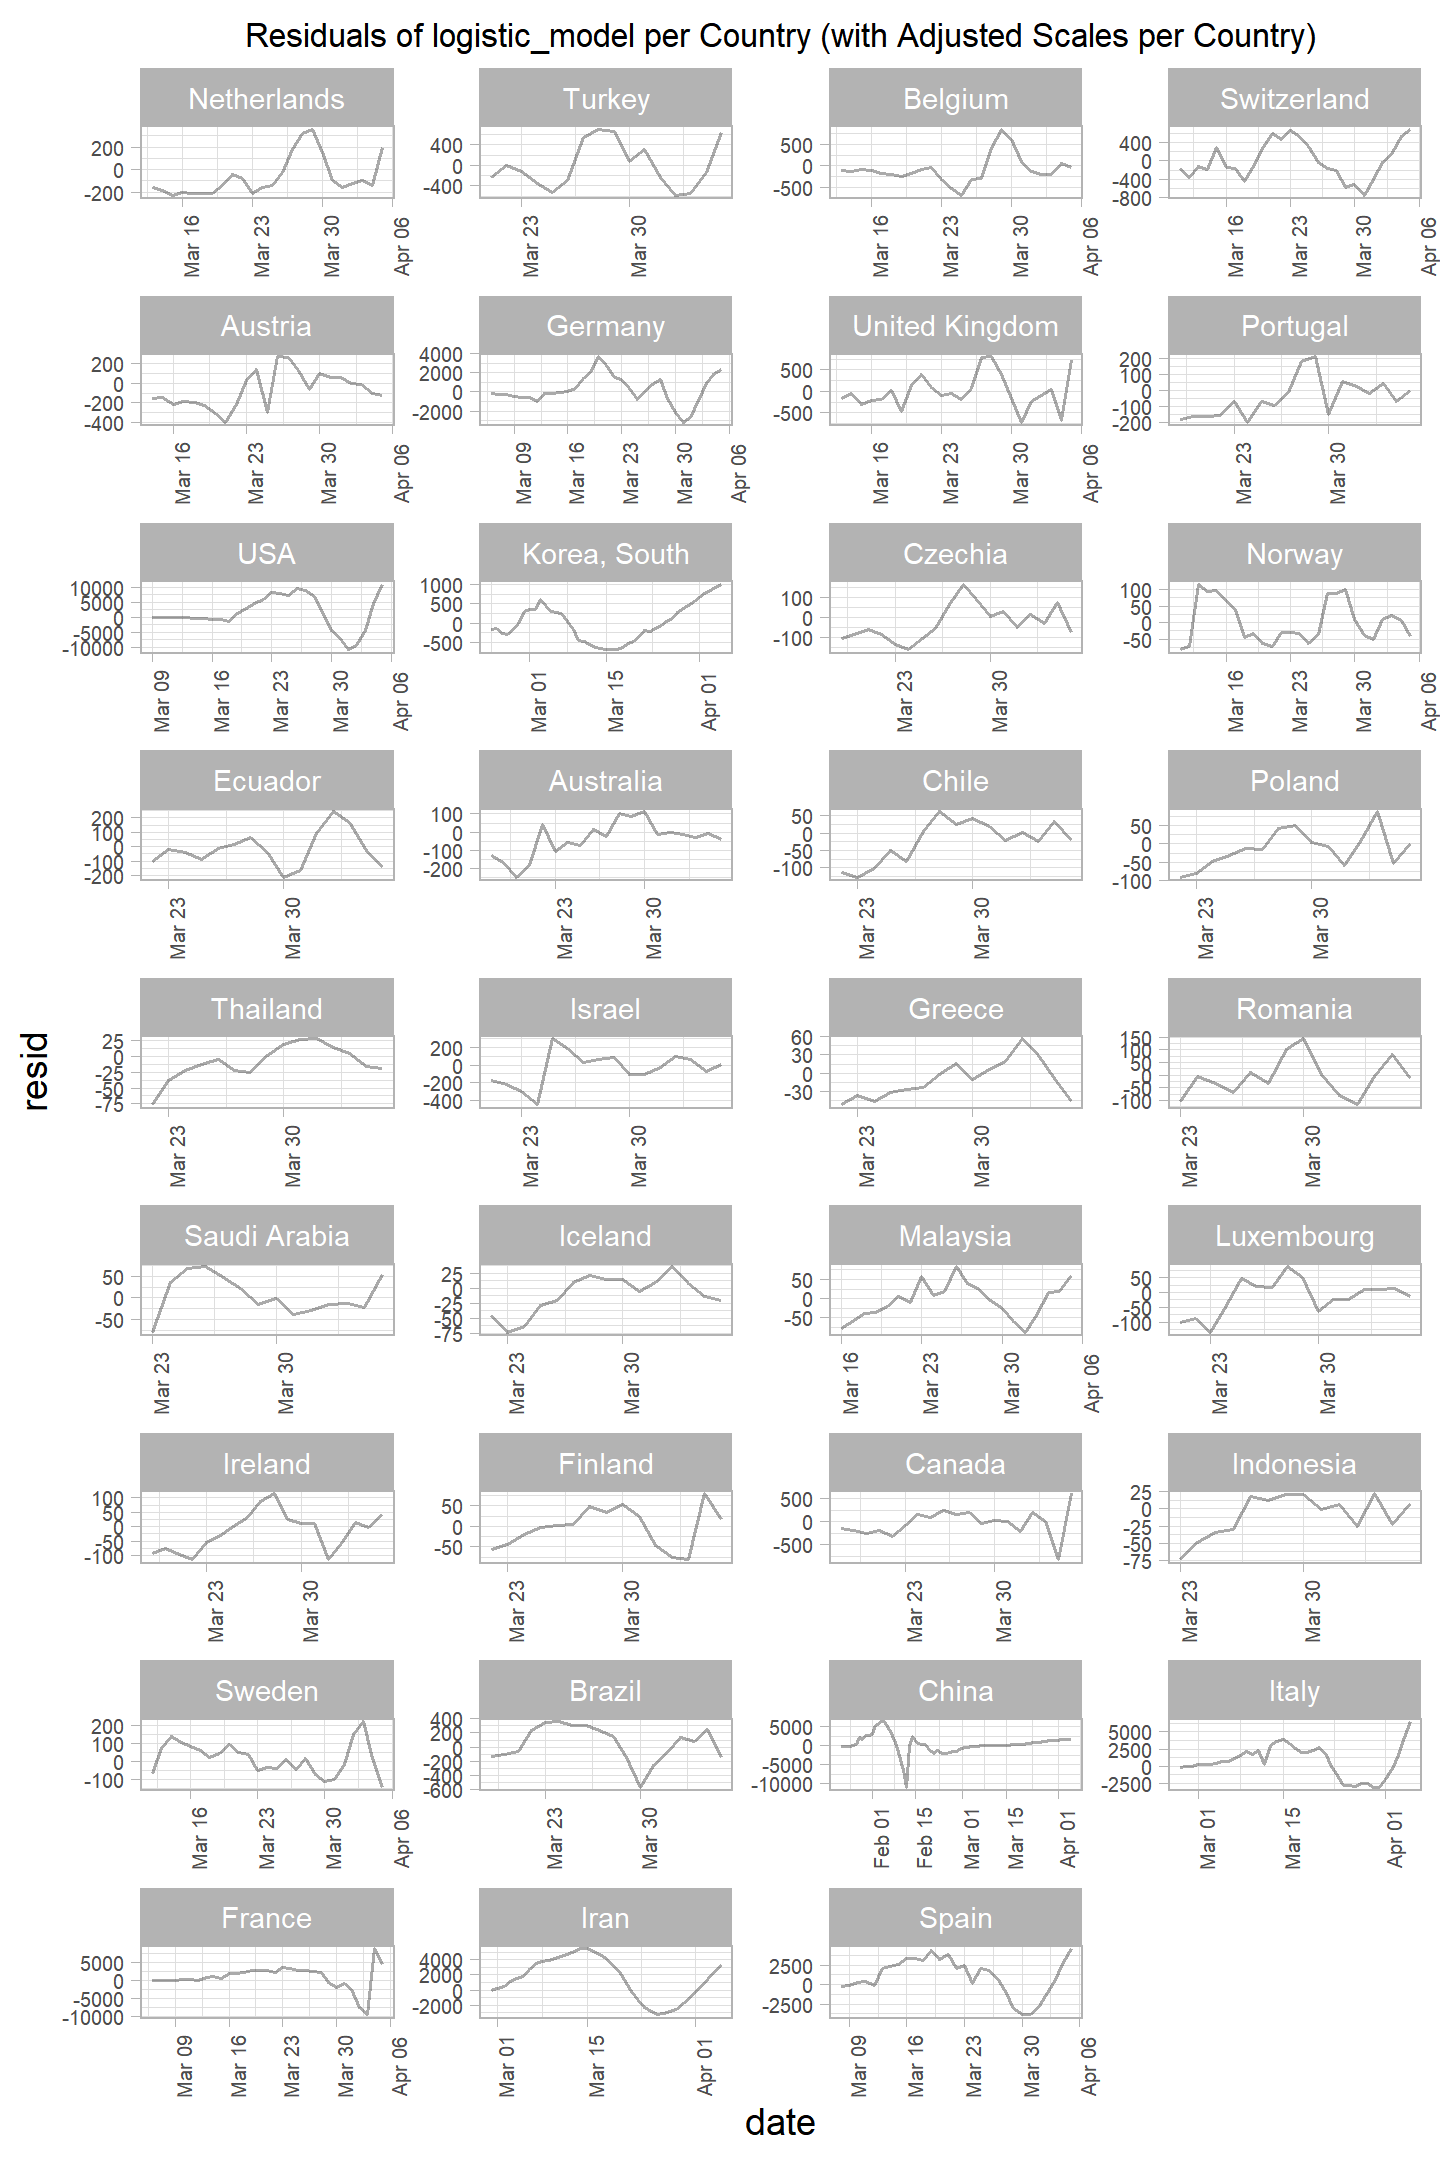 Residuals of logistic_model per Country (with Adjusted Scales per Country)
Netherlands Turkey Belgium Switzerland
200 0 -200
400 0 -400
500 0 -500
400 0 -400 -800
Mar 16 Mar 23 Mar 30 Apr 06
Mar 23 Mar 30
Mar 16 Mar 23 Mar 30 Apr 06
Mar 16 Mar 23 Mar 30 Apr 06
Austria Germany United Kingdom Portugal
200 0 -200 -400
4000 2000 0 -2000
500 0 -500
200 100 0 -100 -200
Mar 16 Mar 23 Mar 30 Apr 06
Mar 09 Mar 16 Mar 23 Mar 30 Apr 06
Mar 16 Mar 23 Mar 30 Apr 06
Mar 23 Mar 30
USA Korea, South Czechia Norway
10000 5000 0 -5000 -10000
1000 500 0 -500
100 0 -100
100 50 0 -50
Mar 09 Mar 16 Mar 23 Mar 30 Apr 06
Mar 01 Mar 15 Apr 01
Mar 23 Mar 30
Mar 16 Mar 23 Mar 30 Apr 06
Ecuador Australia Chile Poland
200 100 0 -100 -200
100 0 -100 -200
50 0 -50 -100
50 0 -50 -100
Mar 23 Mar 30
Mar 23 Mar 30
Mar 23 Mar 30
Mar 23 Mar 30
Thailand Israel Greece Romania
25 0 -25 -50 -75
200 0 -200 -400
60 30 0 -30
150 100 50 0 -50 -100
Mar 23 Mar 30
Mar 23 Mar 30
Mar 23 Mar 30
Mar 23 Mar 30
Saudi Arabia Iceland Malaysia Luxembourg
50 0 -50
25 0 -25 -50 -75
50 0 -50
50 0 -50 -100
Mar 23 Mar 30
Mar 23 Mar 30
Mar 16 Mar 23 Mar 30 Apr 06
Mar 23 Mar 30
Ireland Finland Canada Indonesia
100 50 0 -50 -100
50 0 -50
500 0 -500
25 0 -25 -50 -75
Mar 23 Mar 30
Mar 23 Mar 30
Mar 23 Mar 30
Mar 23 Mar 30
Sweden Brazil China Italy
200 100 0 -100
400 200 0 -200 -400 -600
5000 0 -5000 -10000
5000 2500 0 -2500
Mar 16 Mar 23 Mar 30 Apr 06
Mar 23 Mar 30
Feb 01 Feb 15 Mar 01 Mar 15 Apr 01
Mar 01 Mar 15 Apr 01
France Iran Spain
5000 0 -5000 -10000
4000 2000 0 -2000
2500 0 -2500
Mar 09 Mar 16 Mar 23 Mar 30 Apr 06
Mar 01 Mar 15 Apr 01
Mar 09 Mar 16 Mar 23 Mar 30 Apr 06
resid
date